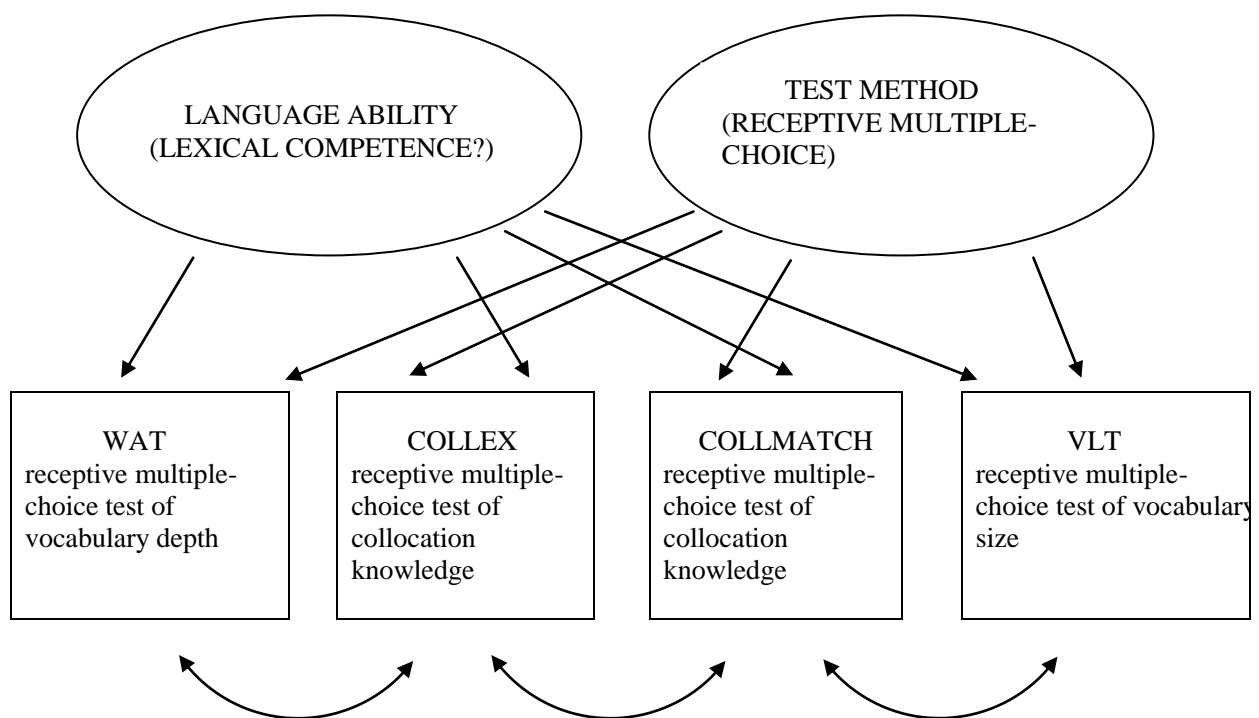 LANGUAGE ABILITY
(LEXICAL COMPETENCE?)
TEST METHOD
(RECEPTIVE MULTIPLE-
CHOICE)
WAT
receptive multiple-
choice test of
vocabulary depth
COLLEX
receptive multiple-
choice test of
collocation
knowledge
COLLMATCH
receptive multiple-
choice test of
collocation
knowledge
VLT
receptive multiple-
choice test of vocabulary
size